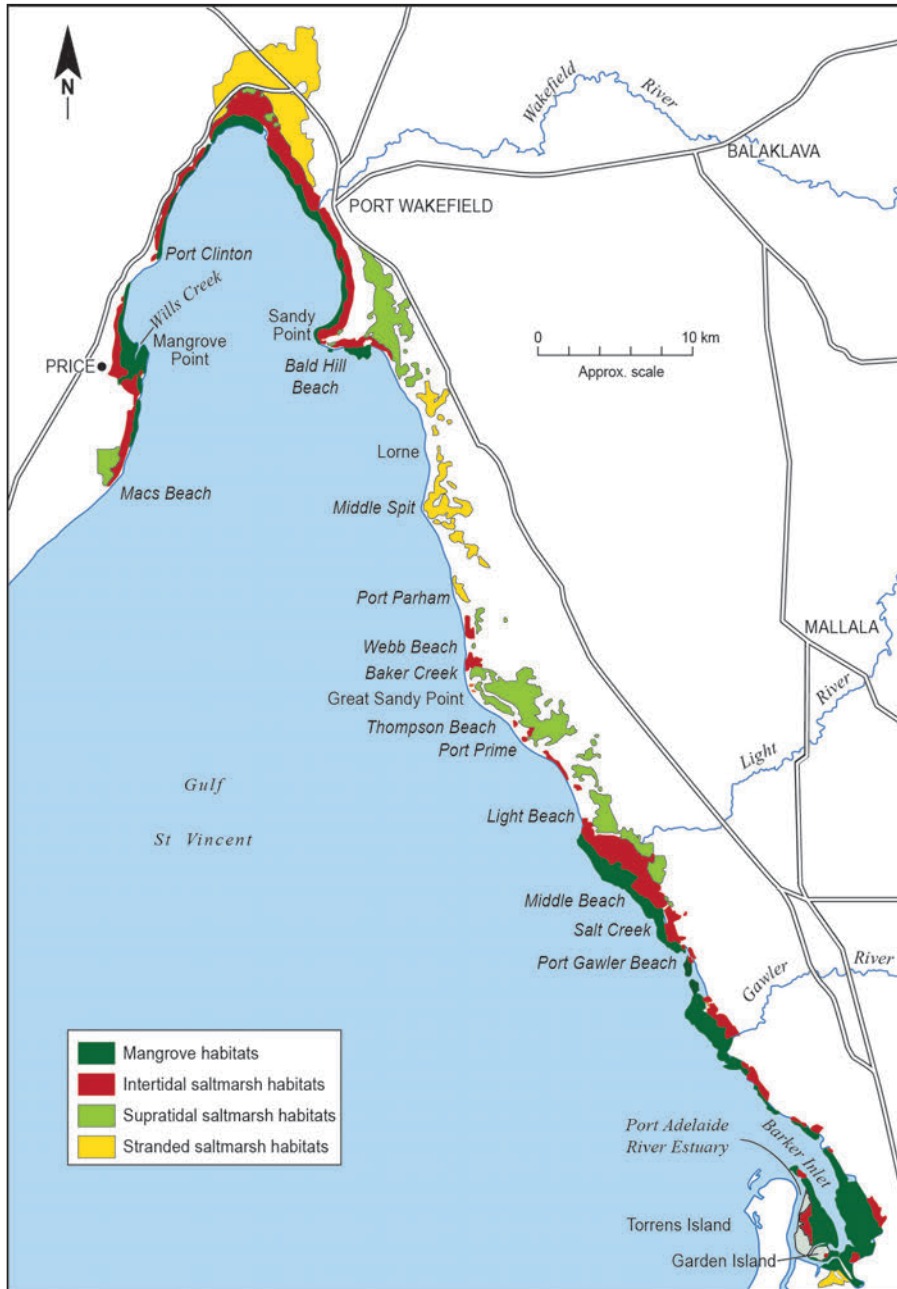 N
Wakefield
River
BALAKLAVA
PORT WAKEFIELD
Port Clinton
Wills Creek
Sandy
Point
Mangrove
Point
0
10 km
Approx. scale
PRICE
Bald Hill
Beach
Lorne
Macs Beach
Middle Spit
Port Parham
MALLALA
Webb Beach
Baker Creek
Great Sandy Point
River
Thompson Beach
Port Prime
Light
Gulf
St Vincent
Light Beach
Middle Beach
Salt Creek
Port Gawler Beach
Gawler
River
Mangrove habitats
Intertidal saltmarsh habitats
Supratidal saltmarsh habitats
Stranded saltmarsh habitats
Port Adelaide
River Estuary
Barker Inlet
Torrens Island
Garden Island